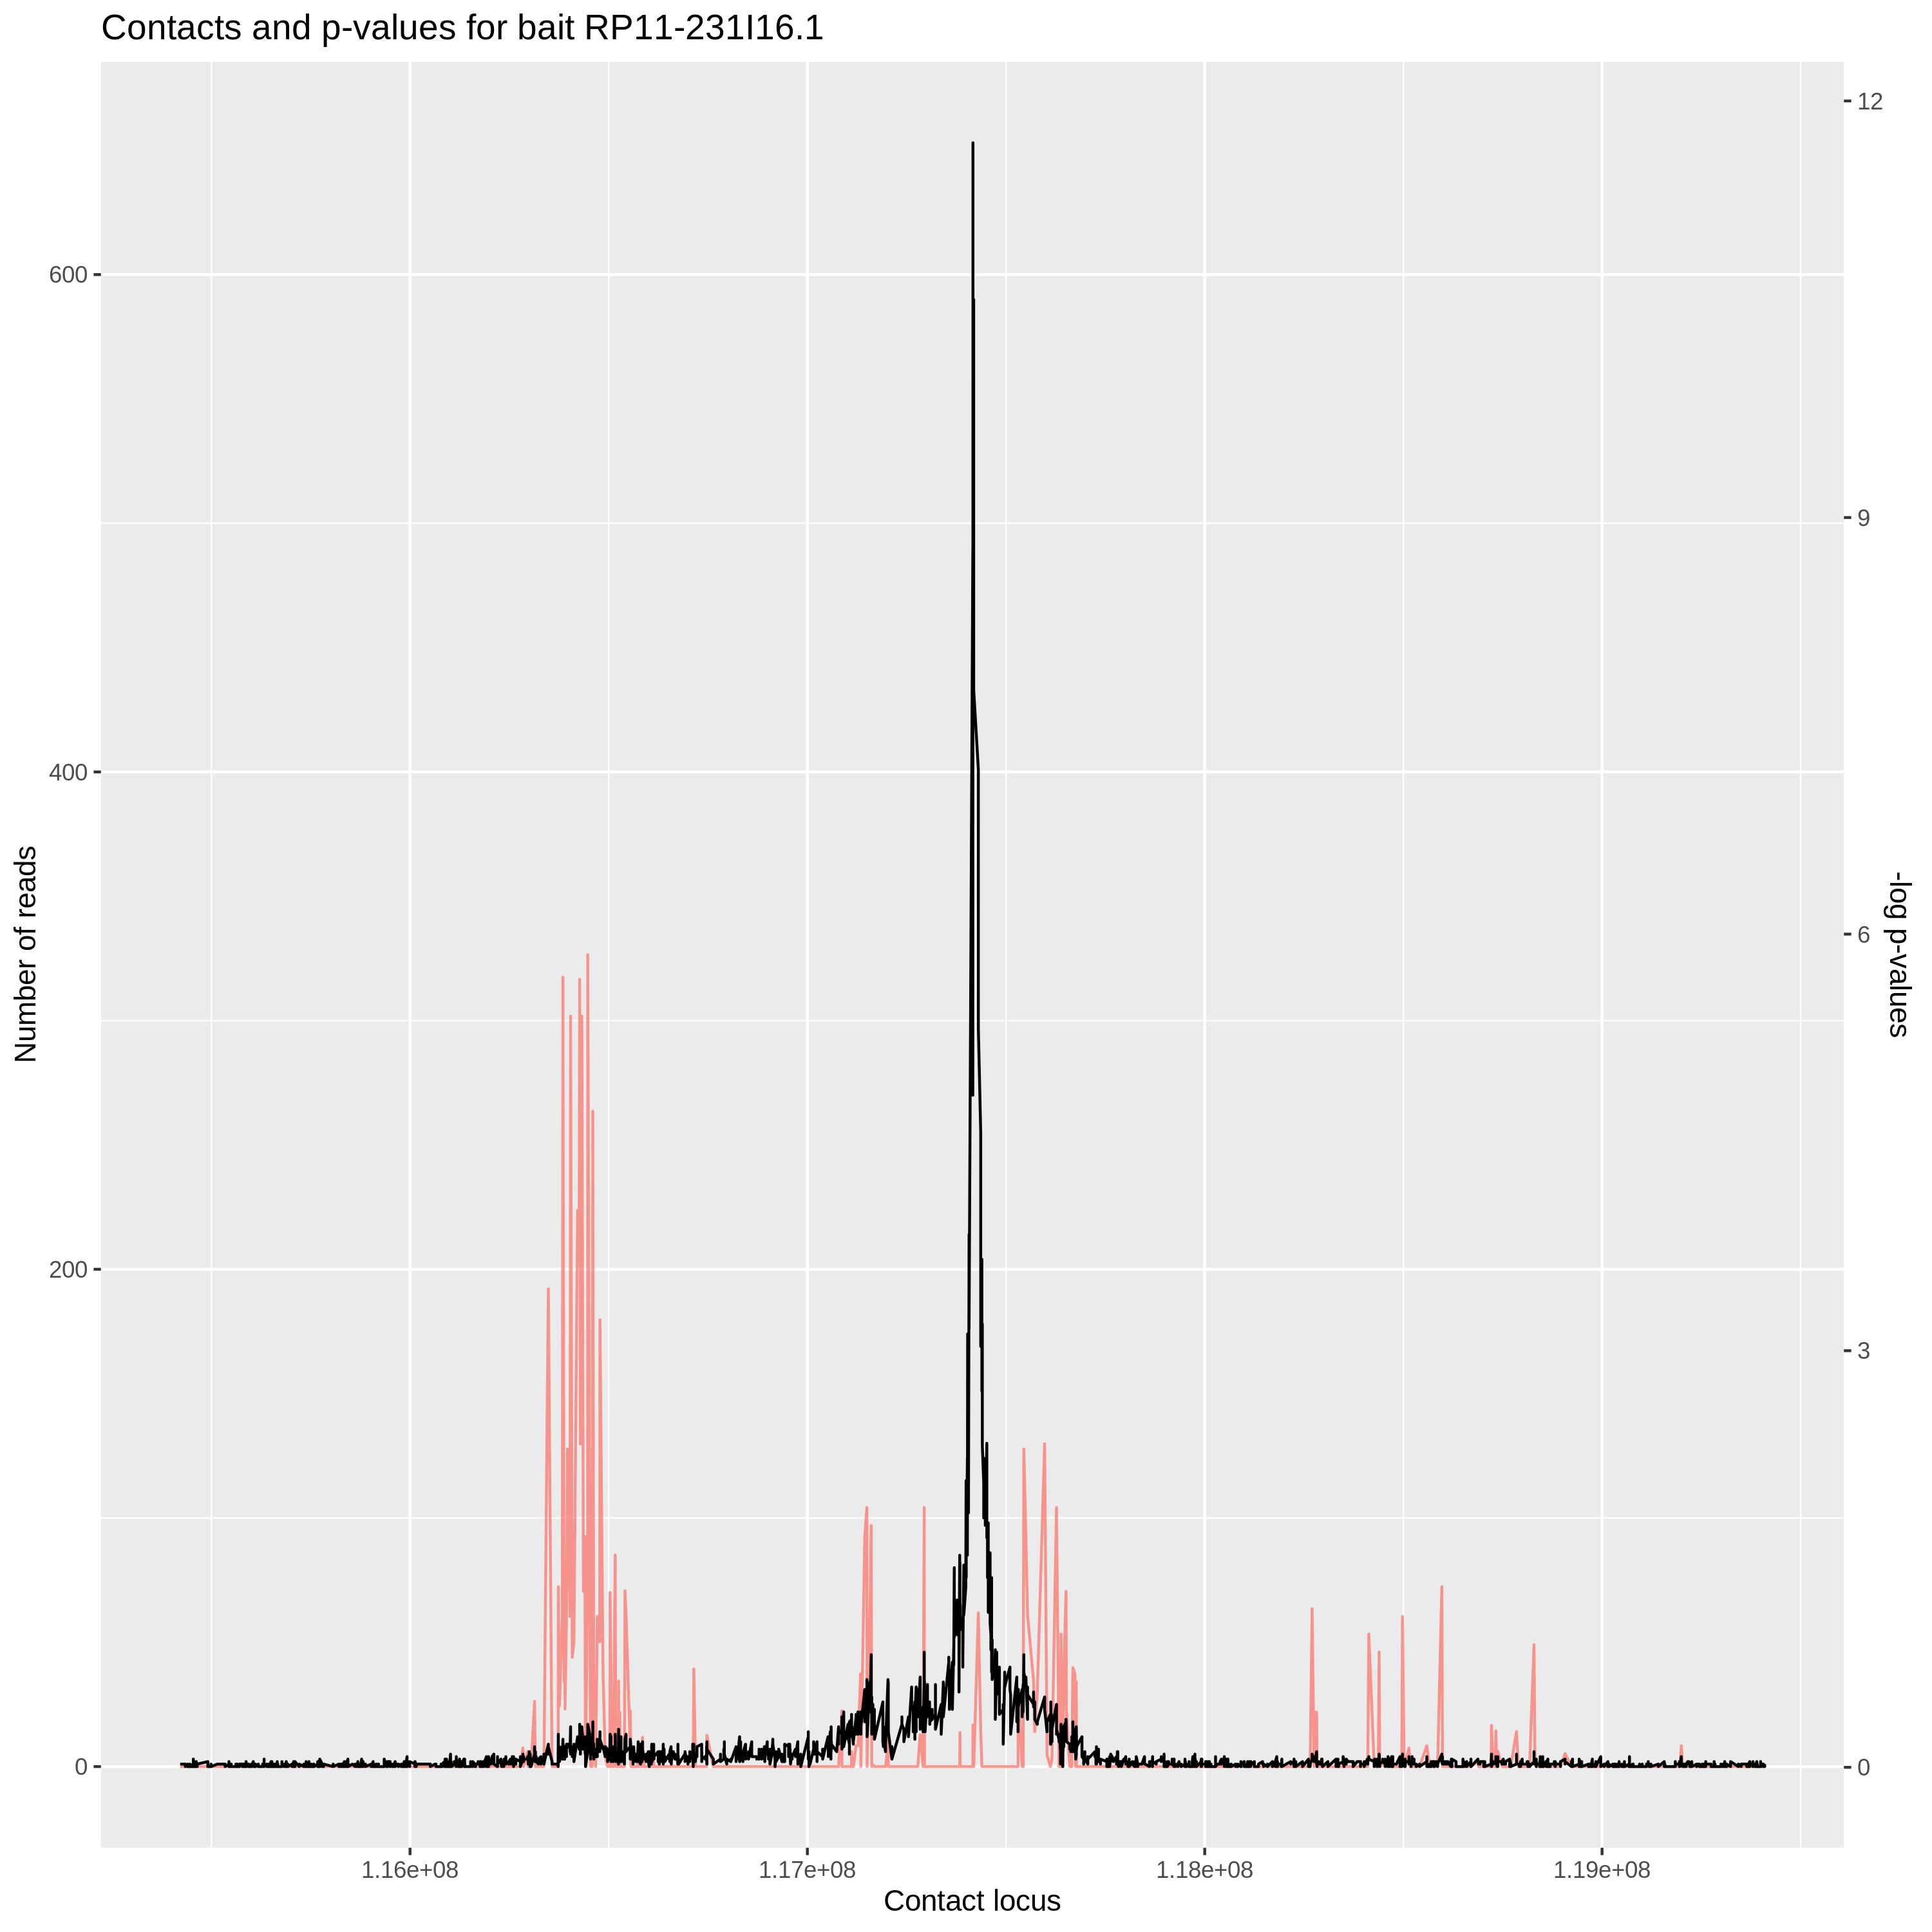 Contacts and p-values for bait RP11-231I16.1
12
600
9
400
6
Number of reads
-log p-values
200
3
0
0
1.16e+08
1.17e+08
1.18e+08
1.19e+08
Contact locus